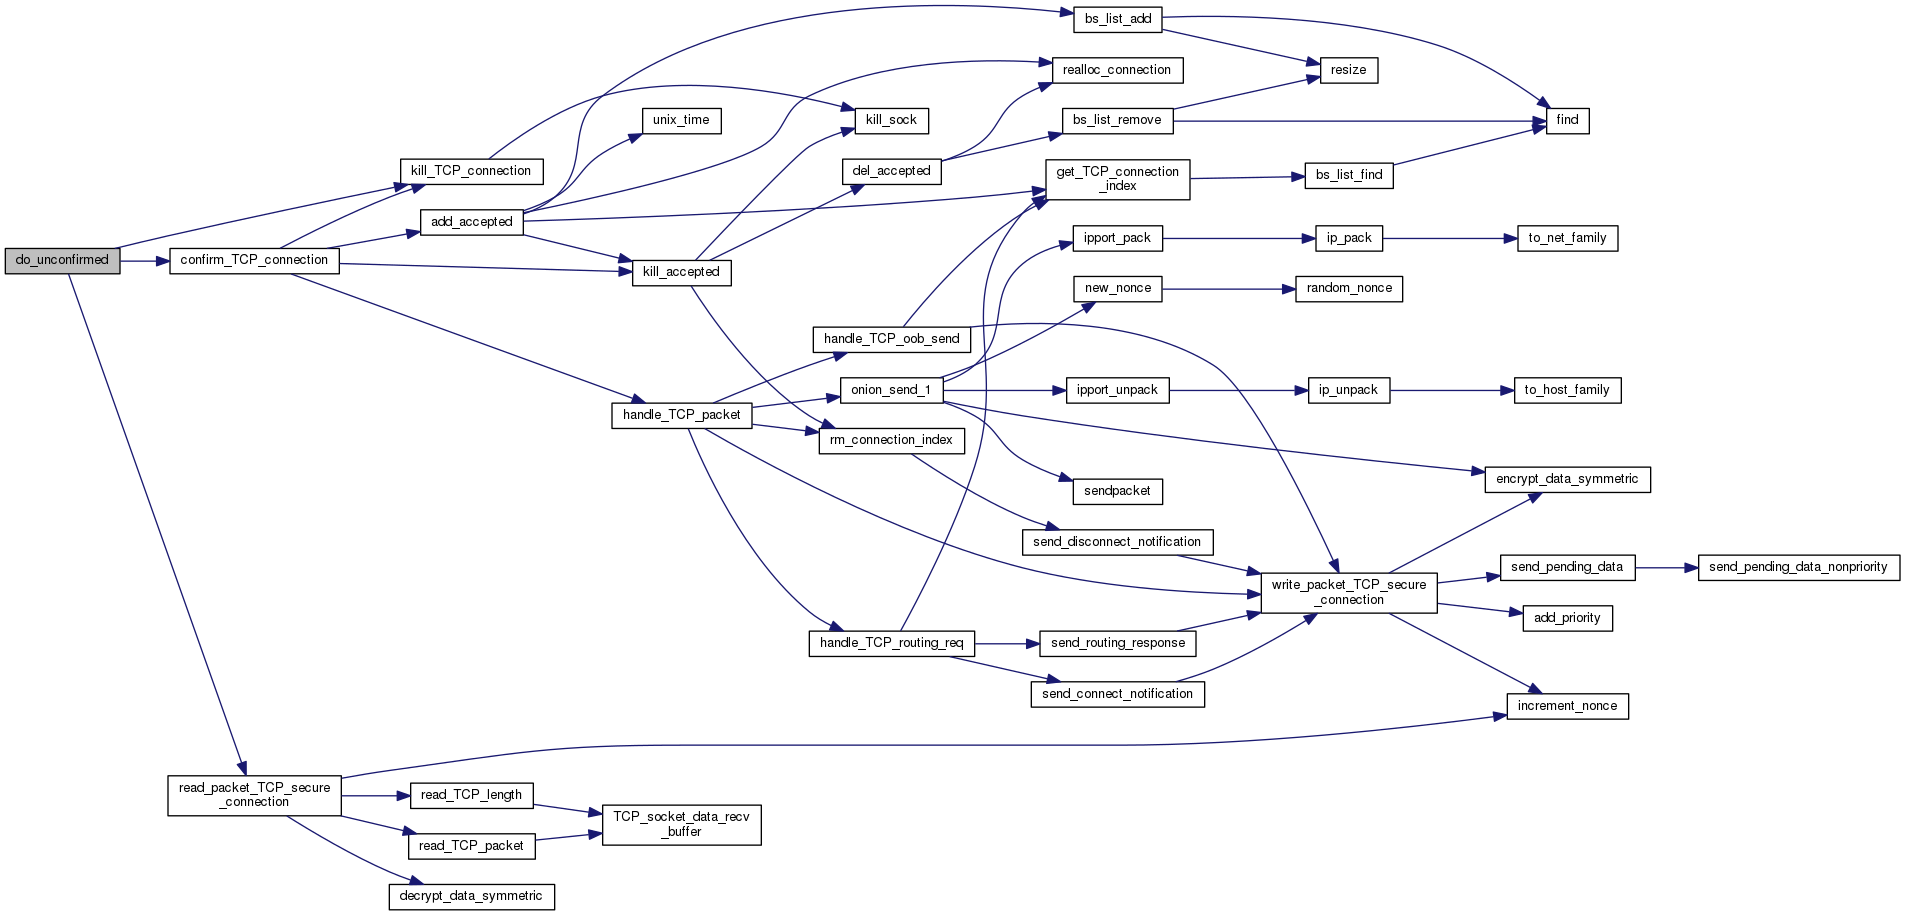 bs_list_add
realloc_connection
resize
unix_time
kill_sock
bs_list_remove
find
kill_TCP_connection
del_accepted
get_TCP_connection
_index
bs_list_find
add_accepted
ipport_pack
ip_pack
to_net_family
do_unconfirmed
confirm_TCP_connection
kill_accepted
new_nonce
random_nonce
handle_TCP_oob_send
onion_send_1
ipport_unpack
ip_unpack
to_host_family
handle_TCP_packet
rm_connection_index
sendpacket
encrypt_data_symmetric
send_disconnect_notification
write_packet_TCP_secure
_connection
send_pending_data
send_pending_data_nonpriority
add_priority
handle_TCP_routing_req
send_routing_response
send_connect_notification
increment_nonce
read_packet_TCP_secure
_connection
read_TCP_length
TCP_socket_data_recv
_buffer
read_TCP_packet
decrypt_data_symmetric